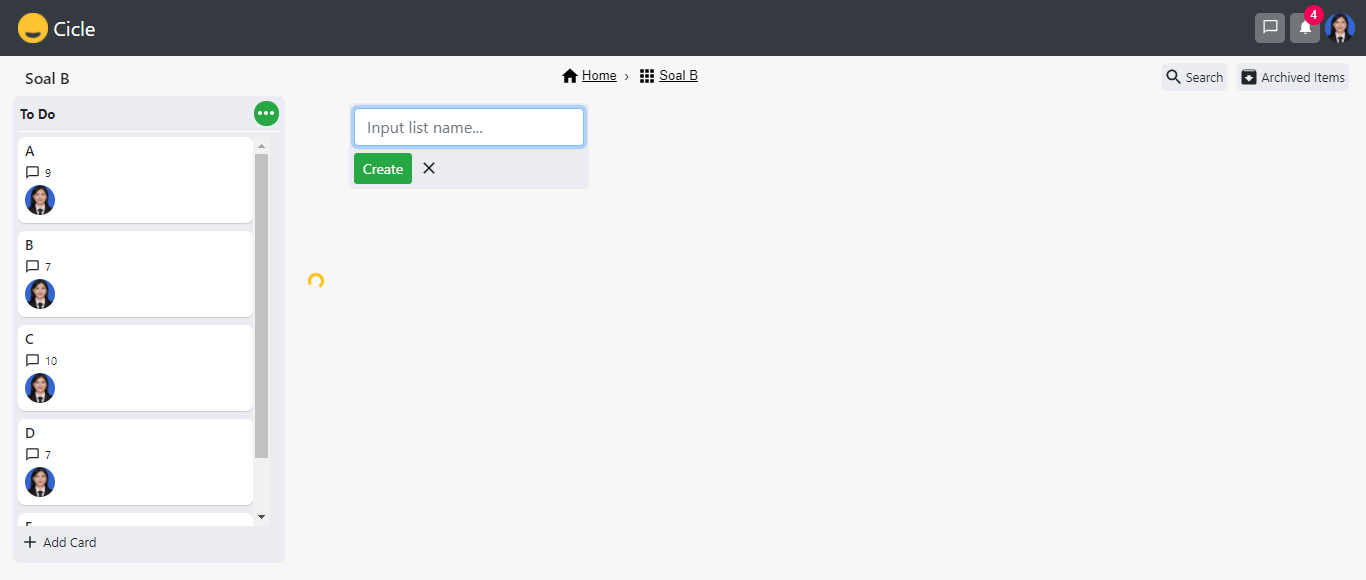 Cicle
4
Soal B
Home › Soal B
Search
Archived Items
To Do
A
9
B
7
C
10
D
7
Add Card
Input list name...
Create